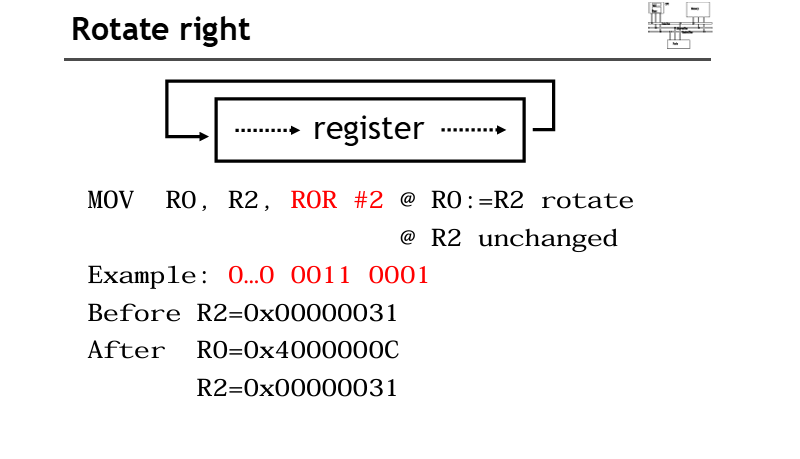 Rotate right
register
MOV  R0, R2, ROR #2 @ R0:=R2 rotate
@ R2 unchanged
Example: 0…0 0011 0001
Before R2=0x00000031
After  R0=0x4000000C
R2=0x00000031